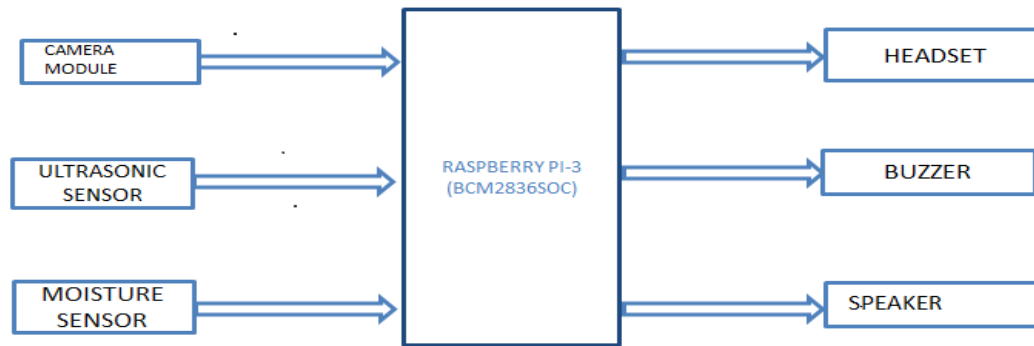 CAMERA
MODULE
ULTRASONIC
SENSOR
MOISTURE
SENSOR
RASPBERRY PI-3
(BCM2836SOC)
HEADSET
BUZZER
SPEAKER